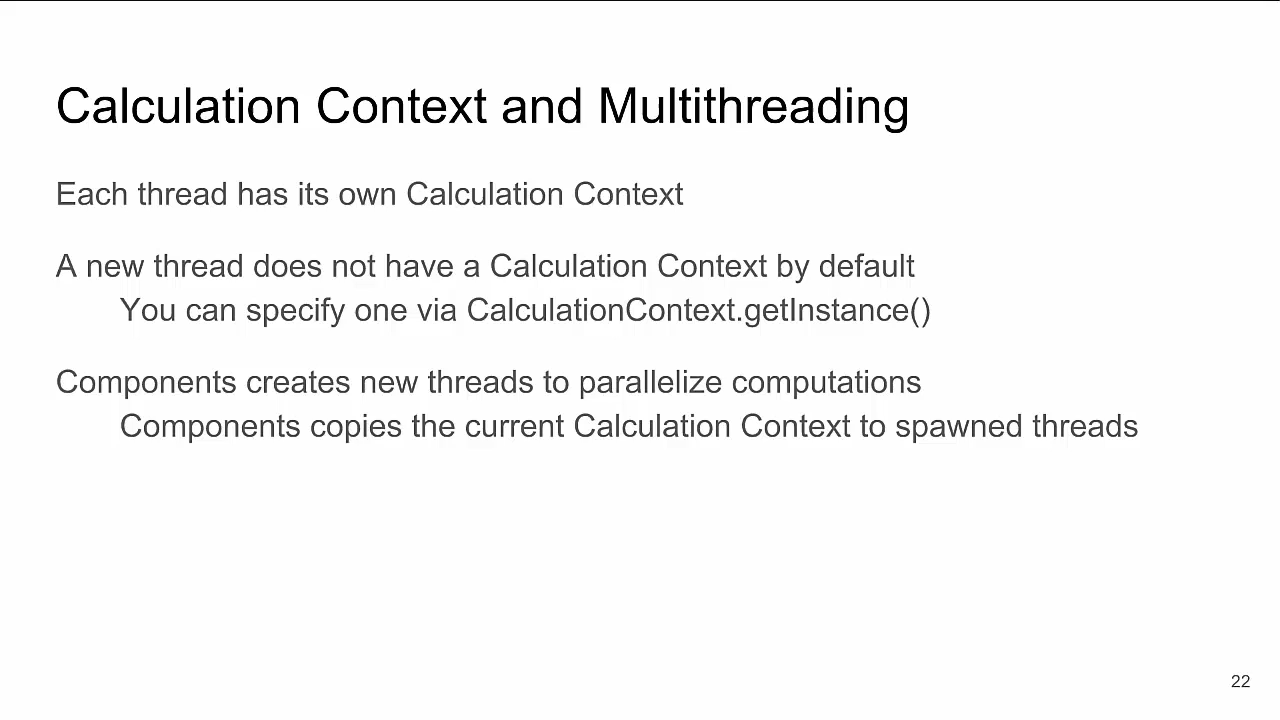 Calculation Context and Multithreading
Each thread has its own Calculation Context
A new thread does not have a Calculation Context by default
You can specify one via CalculationContext.getInstance()
Components creates new threads to parallelize computations
Components copies the current Calculation Context to spawned threads
22